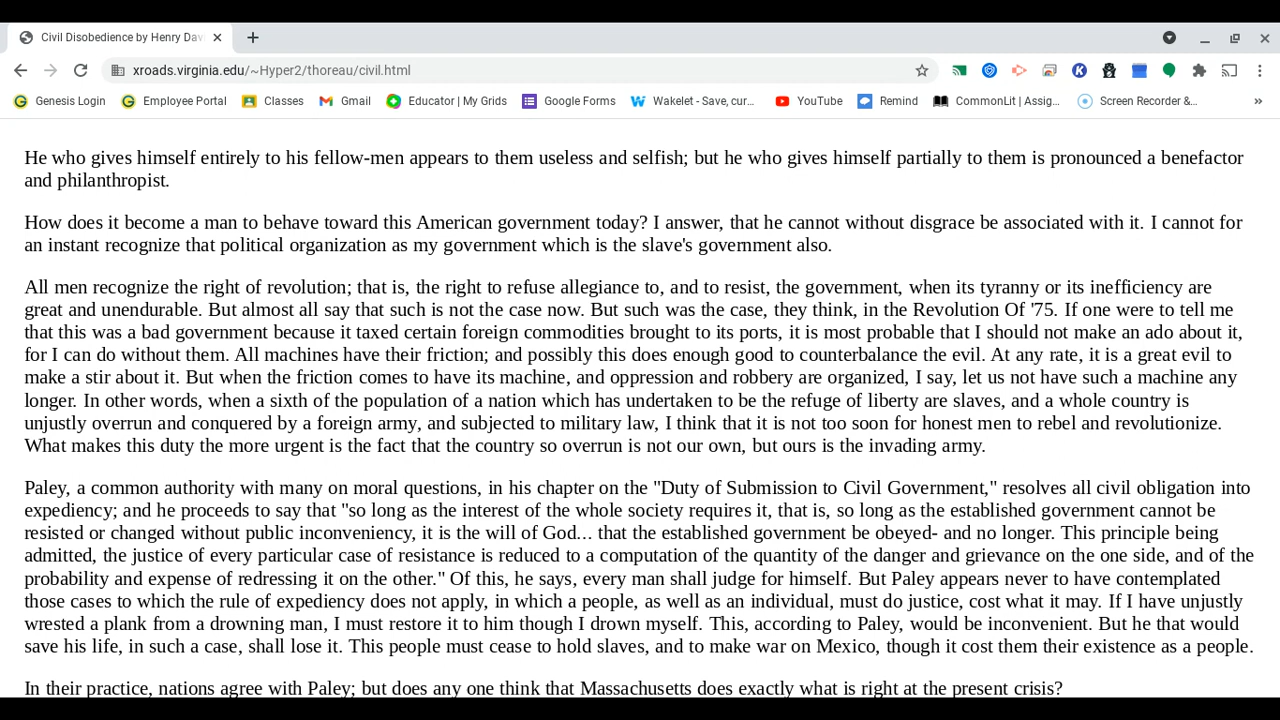 Civil Disobedience by Henry Dav
xroads.virginia.edu/~Hyper2/thoreau/civil.html
Genesis Login Employee Portal Classes Gmail Educator | My Grids Google Forms Wakelet - Save, cur... YouTube Remind CommonLit | Assig... Screen Recorder &... »
He who gives himself entirely to his fellow-men appears to them useless and selfish; but he who gives himself partially to them is pronounced a benefactor
and philanthropist.
How does it become a man to behave toward this American government today? I answer, that he cannot without disgrace be associated with it. I cannot for
an instant recognize that political organization as my government which is the slave's government also.
All men recognize the right of revolution; that is, the right to refuse allegiance to, and to resist, the government, when its tyranny or its inefficiency are
great and unendurable. But almost all say that such is not the case now. But such was the case, they think, in the Revolution Of '75. If one were to tell me
that this was a bad government because it taxed certain foreign commodities brought to its ports, it is most probable that I should not make an ado about it,
for I can do without them. All machines have their friction; and possibly this does enough good to counterbalance the evil. At any rate, it is a great evil to
make a stir about it. But when the friction comes to have its machine, and oppression and robbery are organized, I say, let us not have such a machine any
longer. In other words, when a sixth of the population of a nation which has undertaken to be the refuge of liberty are slaves, and a whole country is
unjustly overrun and conquered by a foreign army, and subjected to military law, I think that it is not too soon for honest men to rebel and revolutionize.
What makes this duty the more urgent is the fact that the country so overrun is not our own, but ours is the invading army.
Paley, a common authority with many on moral questions, in his chapter on the "Duty of Submission to Civil Government," resolves all civil obligation into
expediency; and he proceeds to say that "so long as the interest of the whole society requires it, that is, so long as the established government cannot be
resisted or changed without public inconveniency, it is the will of God... that the established government be obeyed- and no longer. This principle being
admitted, the justice of every particular case of resistance is reduced to a computation of the quantity of the danger and grievance on the one side, and of the
probability and expense of redressing it on the other." Of this, he says, every man shall judge for himself. But Paley appears never to have contemplated
those cases to which the rule of expediency does not apply, in which a people, as well as an individual, must do justice, cost what it may. If I have unjustly
wrested a plank from a drowning man, I must restore it to him though I drown myself. This, according to Paley, would be inconvenient. But he that would
save his life, in such a case, shall lose it. This people must cease to hold slaves, and to make war on Mexico, though it cost them their existence as a people.
In their practice, nations agree with Paley; but does any one think that Massachusetts does exactly what is right at the present crisis?